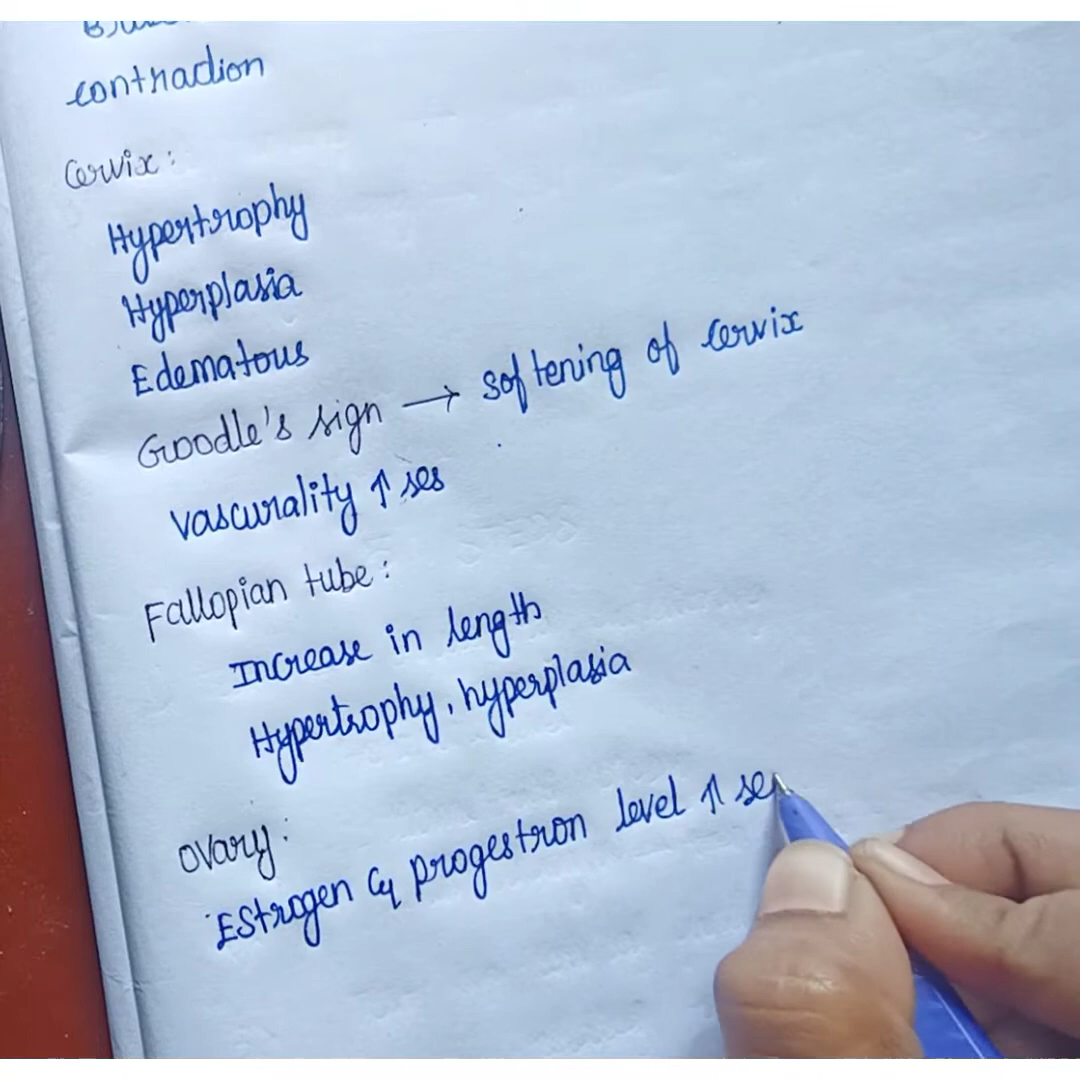 contraction
Cervix:
Hypertrophy
Hyperplasia
Edematous
Goodle's sign → softening of cervix
vascurality ↑ ses
Fallopian tube:
Increase in length
Hypertrophy, hyperplasia
Ovary:
Estrogen & progestron level ↑ se